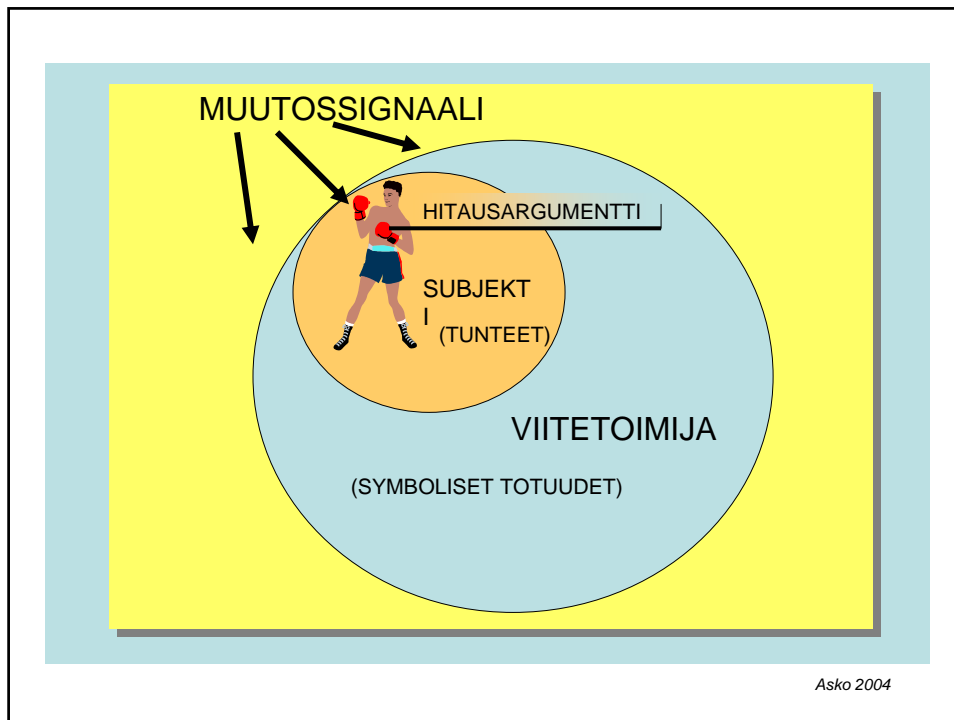 MUUTOSSIGNAALI
HITAUSARGUMENTTI
SUBJEKT
I
(TUNTEET)
VIITETOIMIJA
(SYMBOLISET TOTUUDET)
Asko 2004